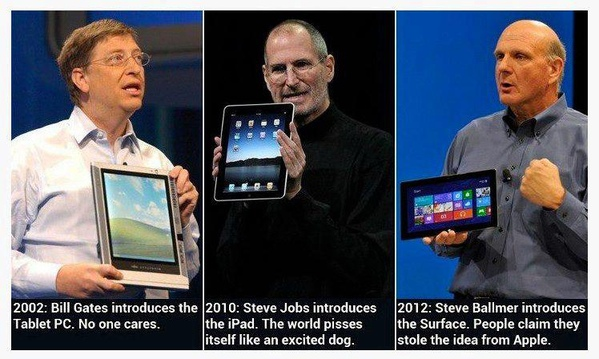 2002: Bill Gates introduces the
Tablet PC. No one cares.
2010: Steve Jobs introduces
the iPad. The world pisses
itself like an excited dog.
2012: Steve Ballmer introduces
the Surface. People claim they
stole the idea from Apple.